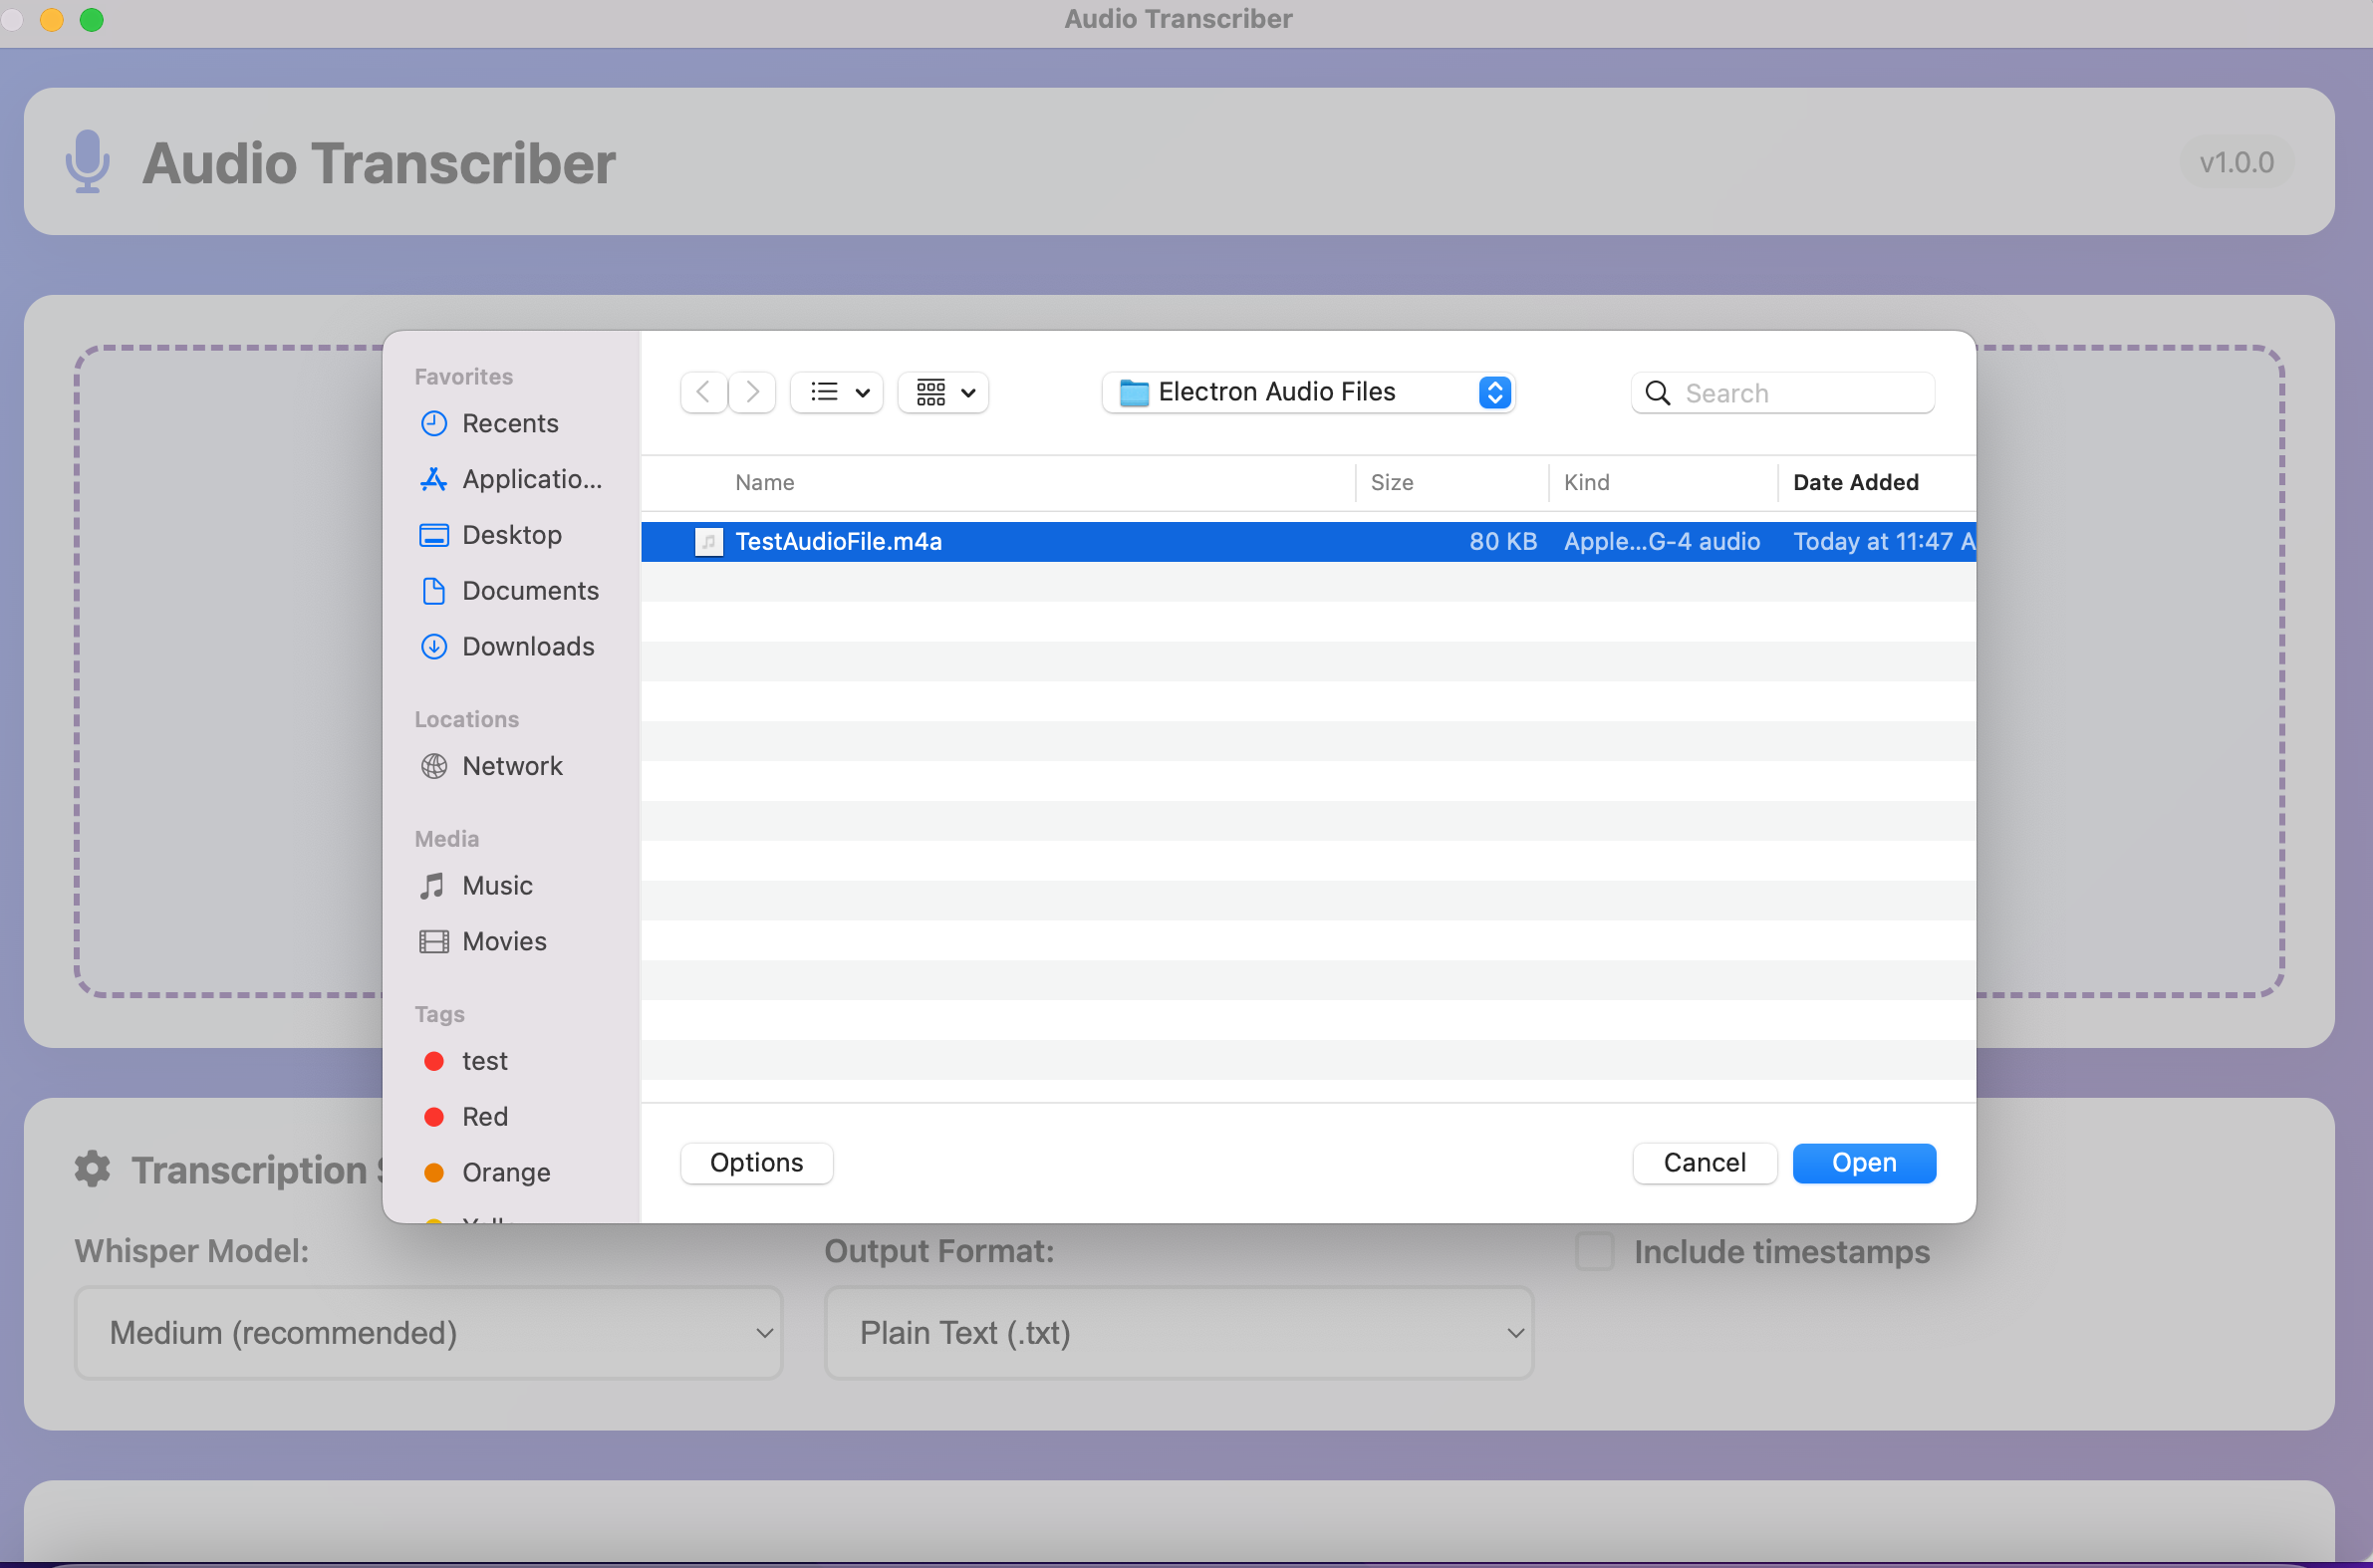 Audio Transcriber
Audio Transcriber
v1.0.0
Favorites
Recents
Applicatio...
Desktop
Documents
Downloads
Locations
Network
Media
Music
Movies
Tags
test
Red
Orange
Electron Audio Files
Search
Name Size Kind Date Added
TestAudioFile.m4a 80 KB Apple...G-4 audio Today at 11:47 A
Options Cancel Open
Transcription
Whisper Model:
Medium (recommended)
Output Format:
Plain Text (.txt)
Include timestamps